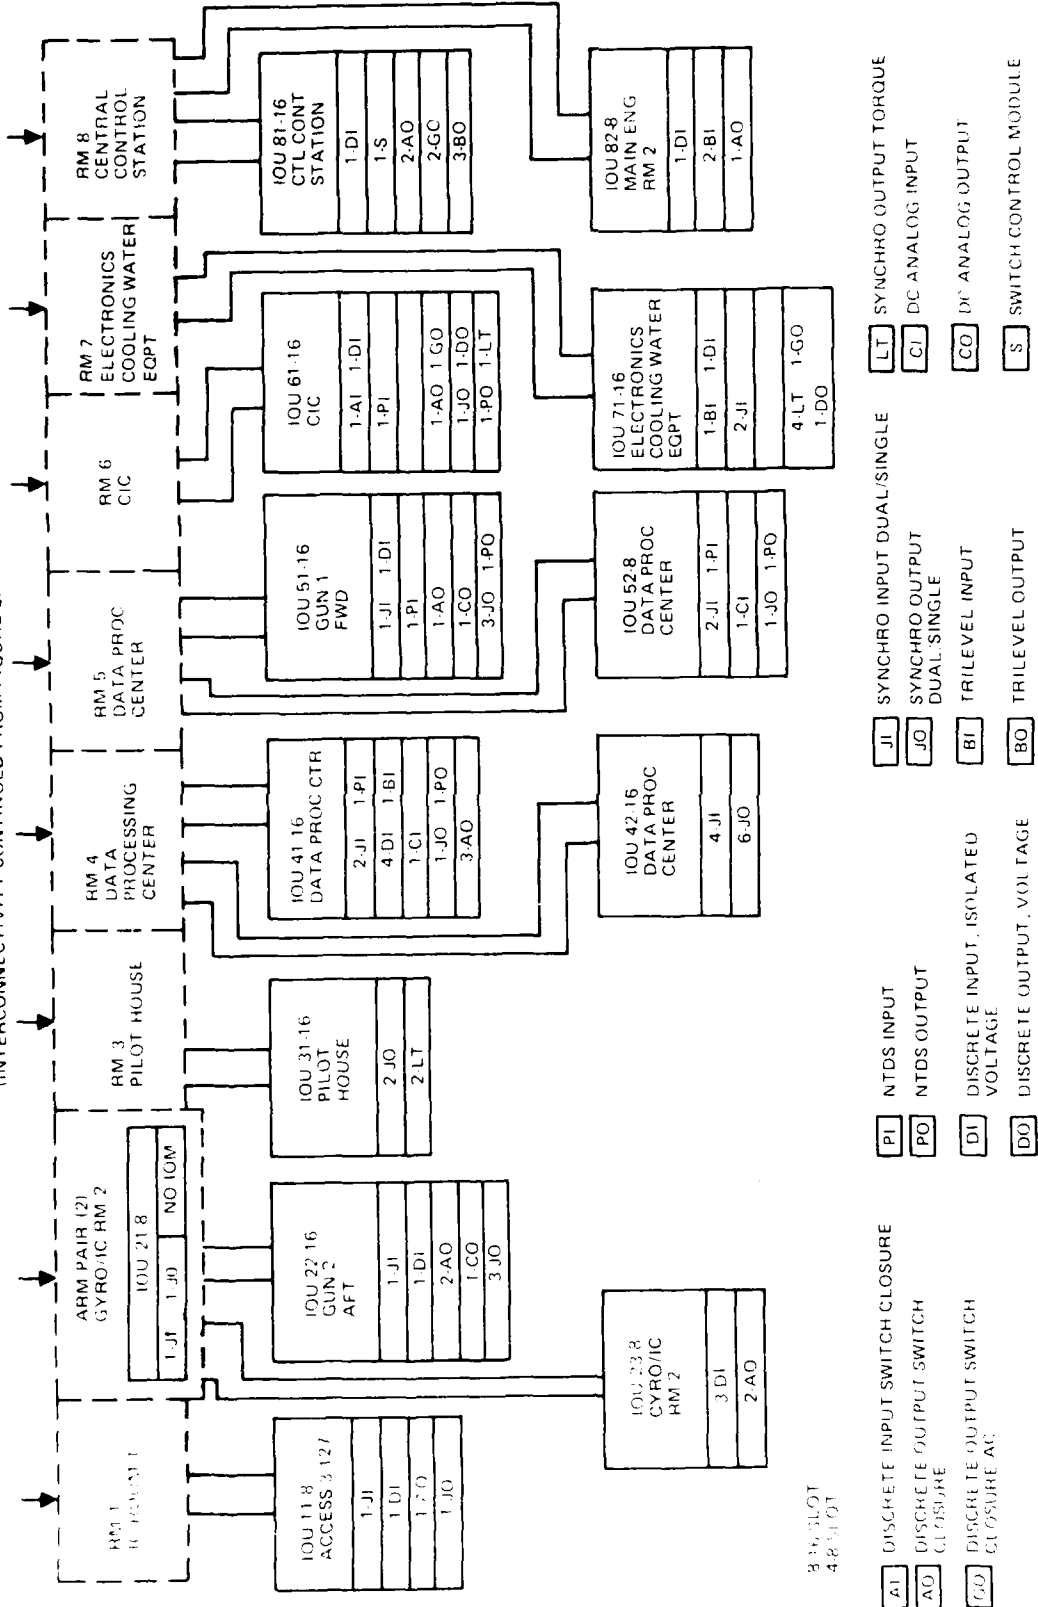 (INTERCONNECTIVITY CONTINUED FROM FIGURE
RM 1
ARM PAIR (2)
GYRO/IC RM 2
IOU 21 8
1-JI 1-JO NO IOM
RM 3
PILOT HOUSE
RM 4
DATA
PROCESSING
CENTER
RM 5
DATA PROC
CENTER
RM 6
CIC
RM 7
ELECTRONICS
COOLING WATER
EQPT
RM 8
CENTRAL
CONTROL
STATION
IOU 11 8
ACCESS 3 127
1-JI
1 DI
1-JO
IOU 22 16
GUN 2
AFT
1-JI
1-DI
2-AO
1-CO
3 JO
IOU 31-16
PILOT
HOUSE
2 JO
2-LT
IOU 41 16
DATA PROC CTR
2-JI 1-PI
4-DI 1-BI
1-CI
1-JO 1-PO
3-AO
IOU 51-16
GUN 1
FWD
1-JI 1-DI
1-PI
1-AO
1-CO
3-JO 1-PO
IOU 61-16
CIC
1-AI 1-DI
1-PI
1-AO 1-GO
1-JO 1-DO
1-PO 1-LT
IOU 81-16
CTL CONT
STATION
1-DI
1-S
2-AO
2-GO
3-BO
IOU 23 8
CYRO/IC
RM 2
3 DI
2-AO
IOU 42-16
DATA PROC
CENTER
4-JI
6-JO
IOU 52-8
DATA PROC
CENTER
2-JI 1-PI
1-CI
1-JO 1-PO
IOU 71-16
ELECTRONICS
COOLING WATER
EQPT
1-BI 1-DI
2-JI
4-LT 1-GO
1-DO
IOU 82-8
MAIN ENG
RM 2
1-DI
2-BI
1-AO
8 16 SLOT
4-8 SLOT
AI DISCRETE INPUT SWITCH CLOSURE
AO DISCRETE OUTPUT SWITCH
CLOSURE
GO DISCRETE OUTPUT SWITCH
CLOSURE AC
PI NTDS INPUT
PO NTDS OUTPUT
DI DISCRETE INPUT, ISOLATED
VOLTAGE
DO DISCRETE OUTPUT, VOLTAGE
JI SYNCHRO INPUT DUAL/SINGLE
JO SYNCHRO OUTPUT
DUAL/SINGLE
BI TRILEVEL INPUT
BO TRILEVEL OUTPUT
LT SYNCHRO OUTPUT TORQUE
CI DC ANALOG INPUT
CO DC ANALOG OUTPUT
S SWITCH CONTROL MODULE